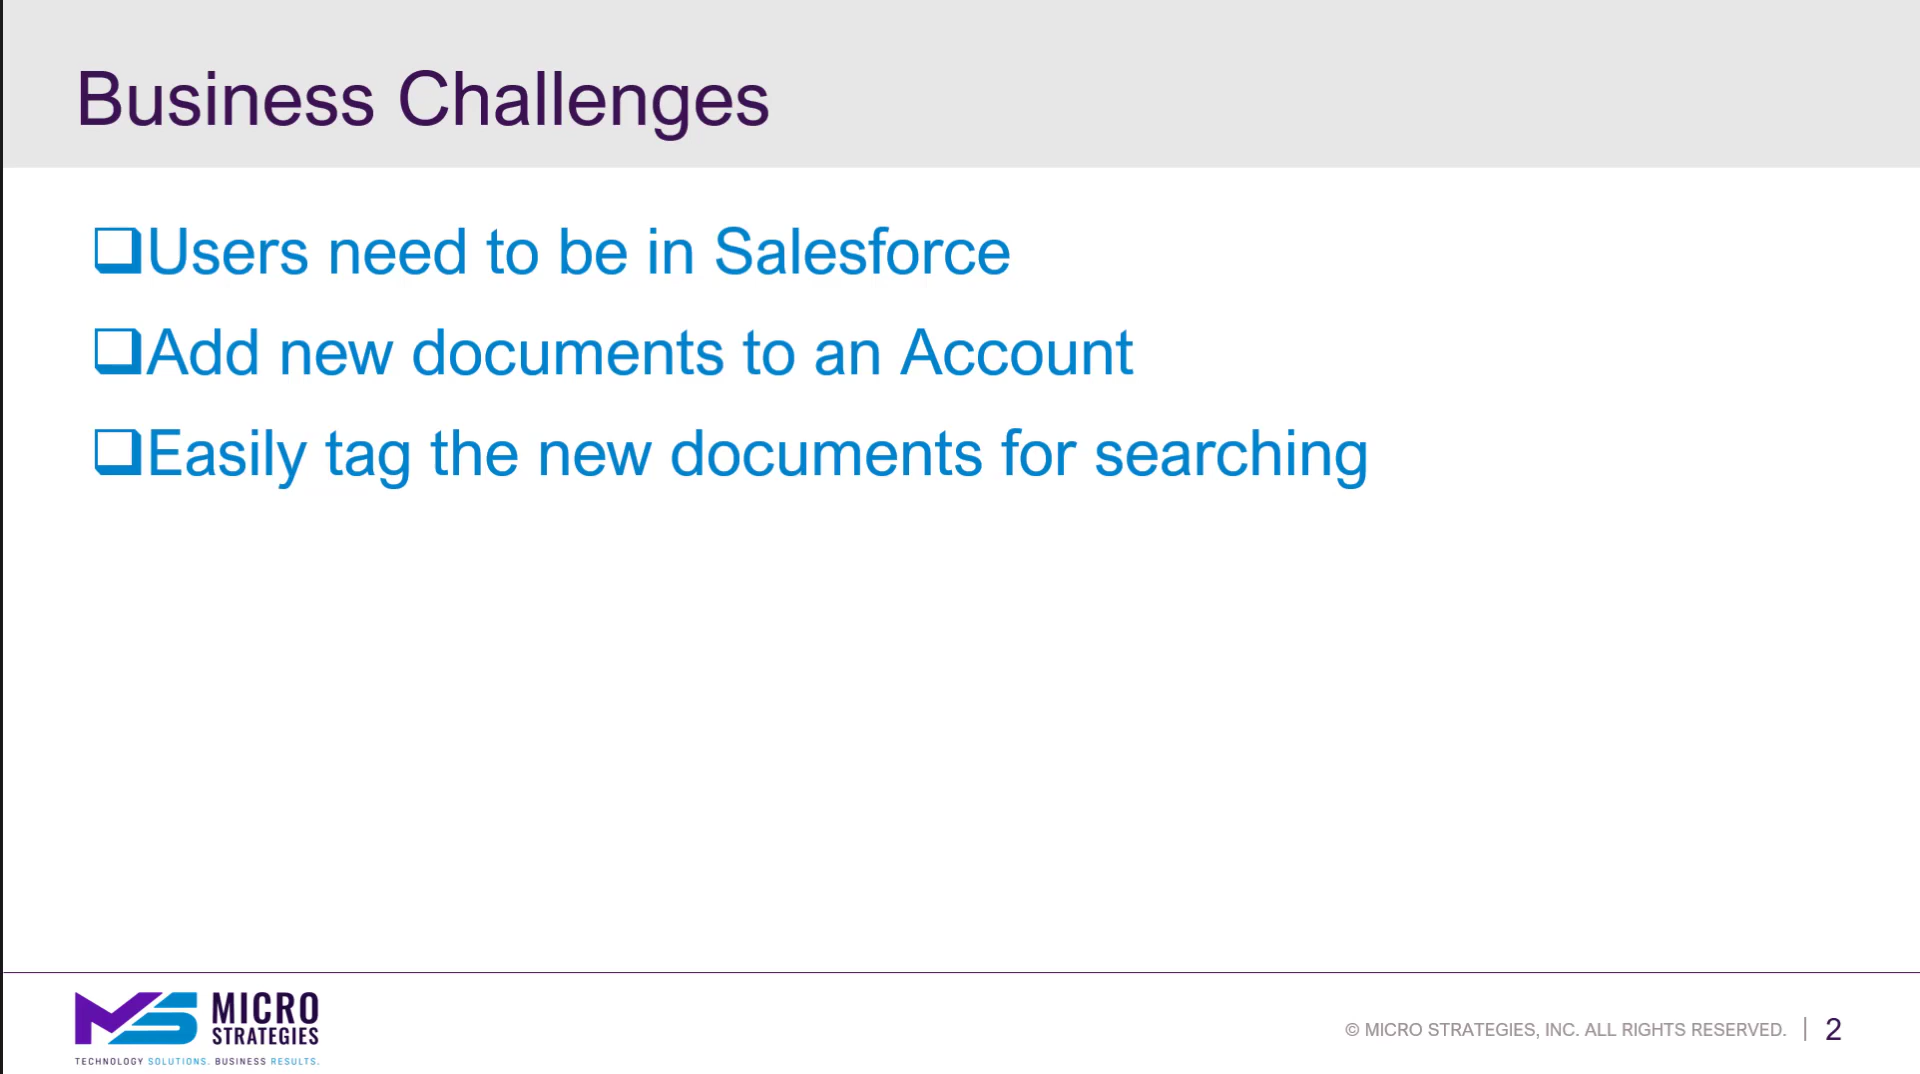 Business Challenges
❑Users need to be in Salesforce
❑Add new documents to an Account
❑Easily tag the new documents for searching
MS MICRO
STRATEGIES
TECHNOLOGY SOLUTIONS. BUSINESS RESULTS.
© MICRO STRATEGIES, INC. ALL RIGHTS RESERVED. | 2